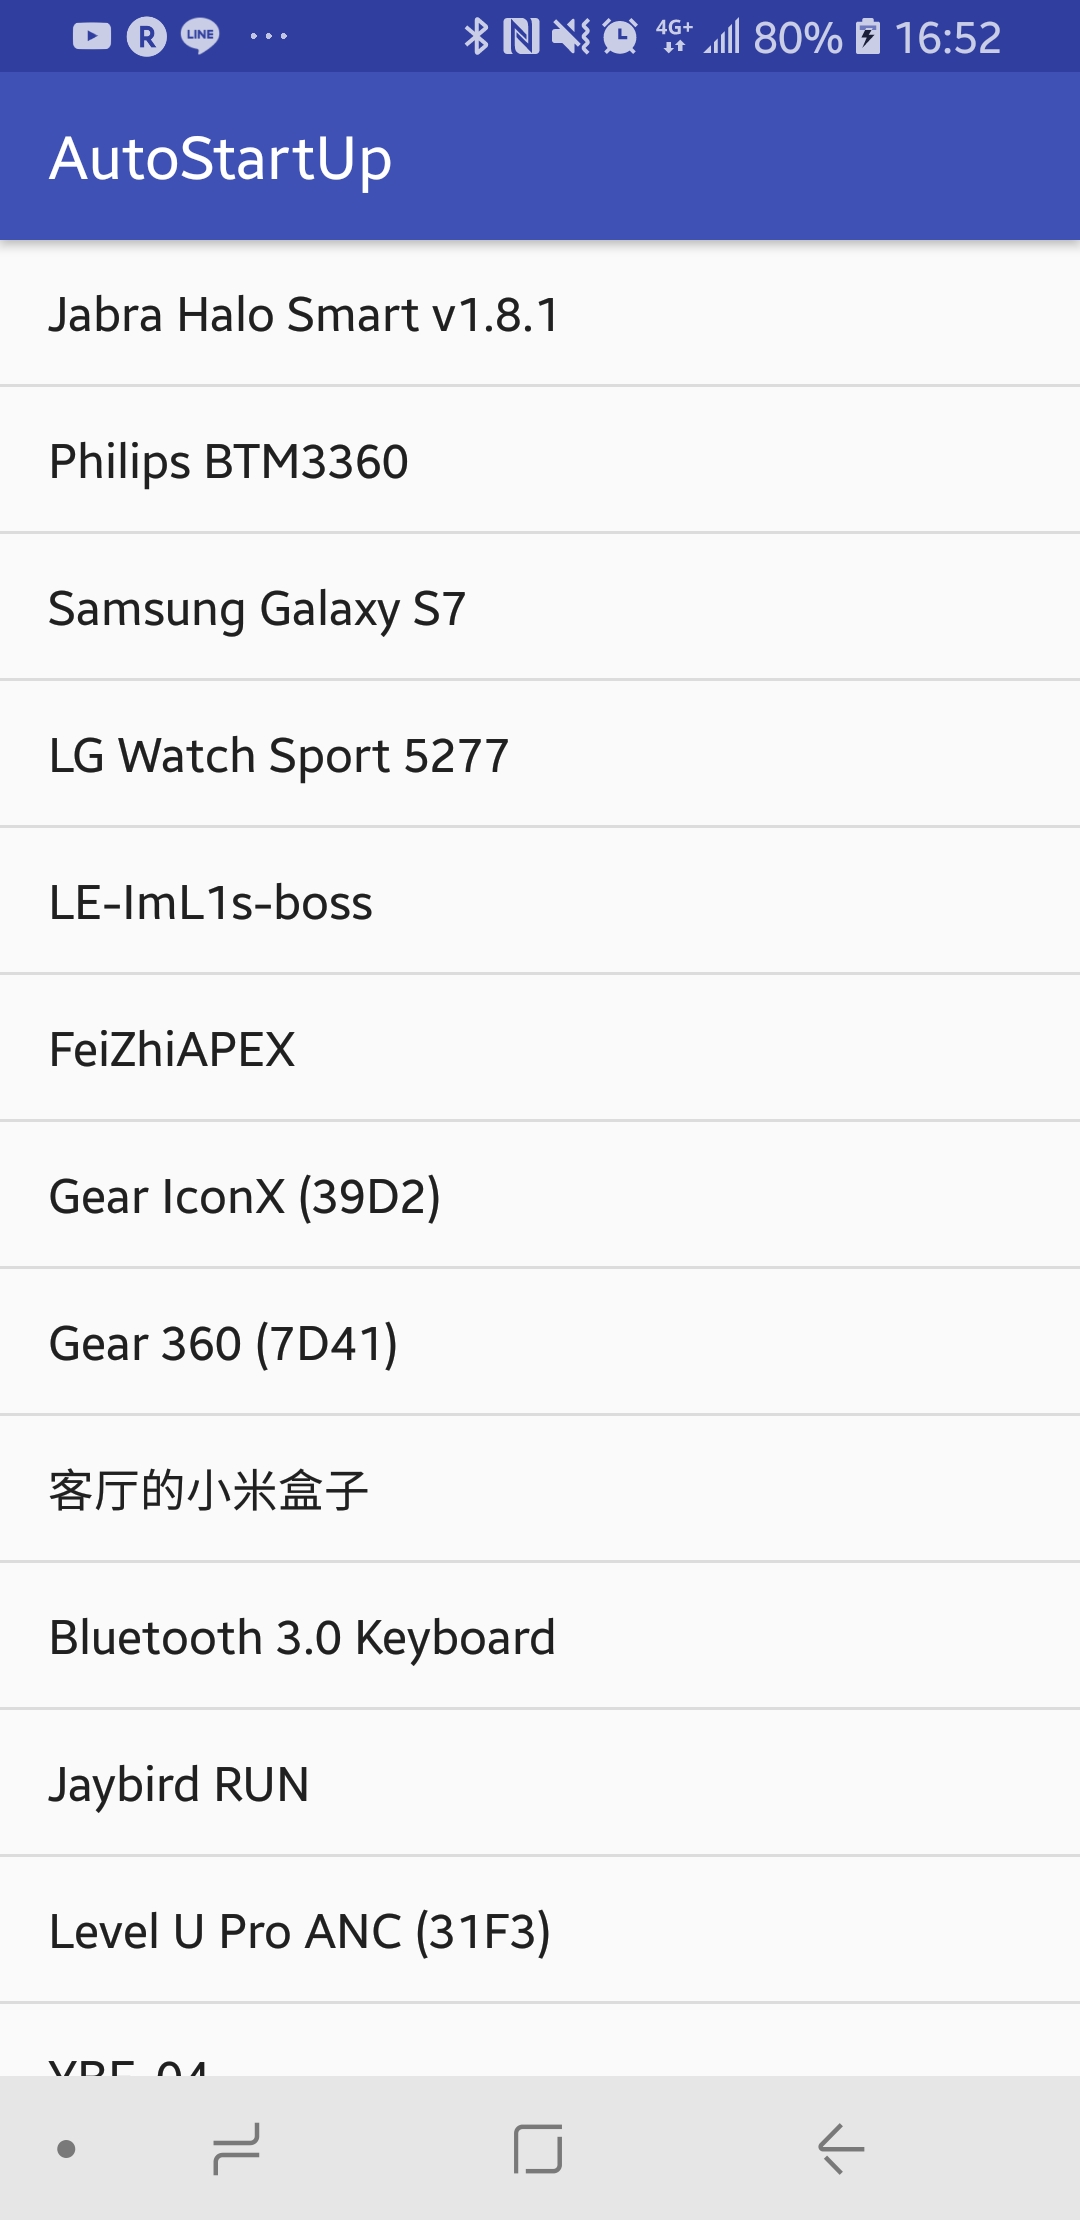 R LINE 4G+ 80% 16:52
AutoStartUp
Jabra Halo Smart v1.8.1
Philips BTM3360
Samsung Galaxy S7
LG Watch Sport 5277
LE-ImL1s-boss
FeiZhiAPEX
Gear IconX (39D2)
Gear 360 (7D41)
客厅的小米盒子
Bluetooth 3.0 Keyboard
Jaybird RUN
Level U Pro ANC (31F3)